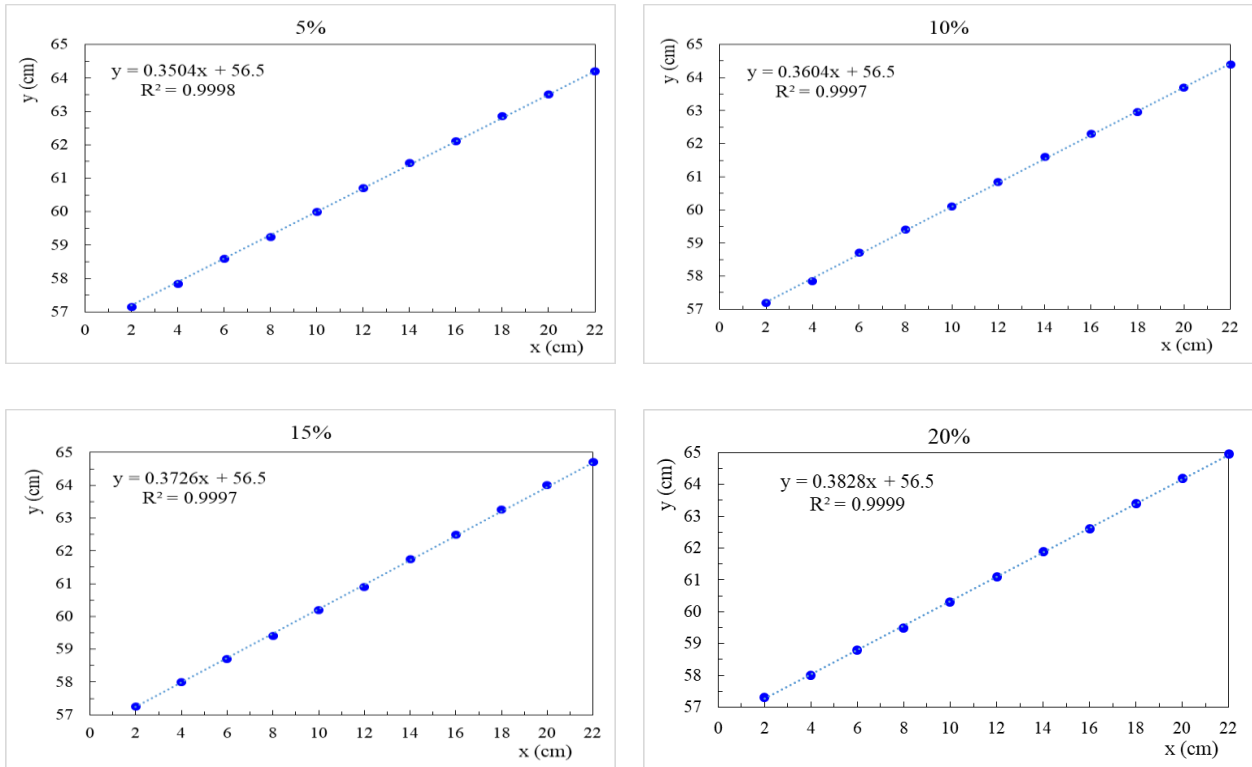 5%
y = 0.3504x + 56.5
R² = 0.9998
y (cm)
65
64
63
62
61
60
59
58
57
0 2 4 6 8 10 12 14 16 18 20 22
x (cm)
10%
y = 0.3604x + 56.5
R² = 0.9997
y (cm)
65
64
63
62
61
60
59
58
57
0 2 4 6 8 10 12 14 16 18 20 22
x (cm)
15%
y = 0.3726x + 56.5
R² = 0.9997
y (cm)
65
64
63
62
61
60
59
58
57
0 2 4 6 8 10 12 14 16 18 20 22
x (cm)
20%
y = 0.3828x + 56.5
R² = 0.9999
y (cm)
65
64
63
62
61
60
59
58
57
0 2 4 6 8 10 12 14 16 18 20 22
x (cm)